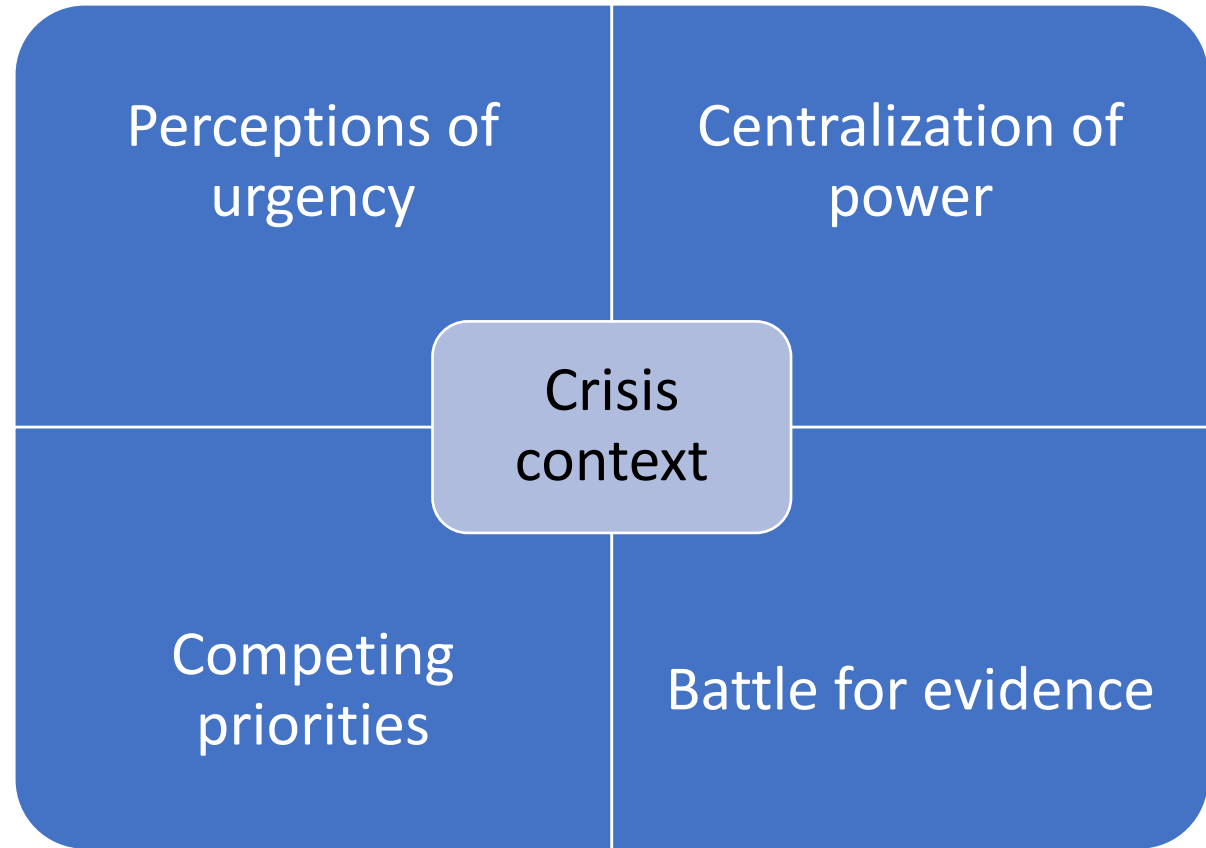 Perceptions of
urgency
Centralization of
power
Crisis
context
Competing
priorities
Battle for evidence